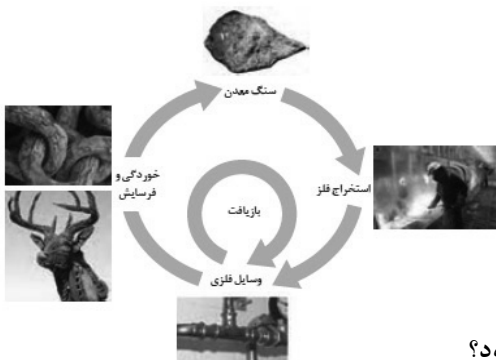 سنگ معدن
استخراج فلز
خوردگی و
فرسایش
بازیافت
وسایل فلزی